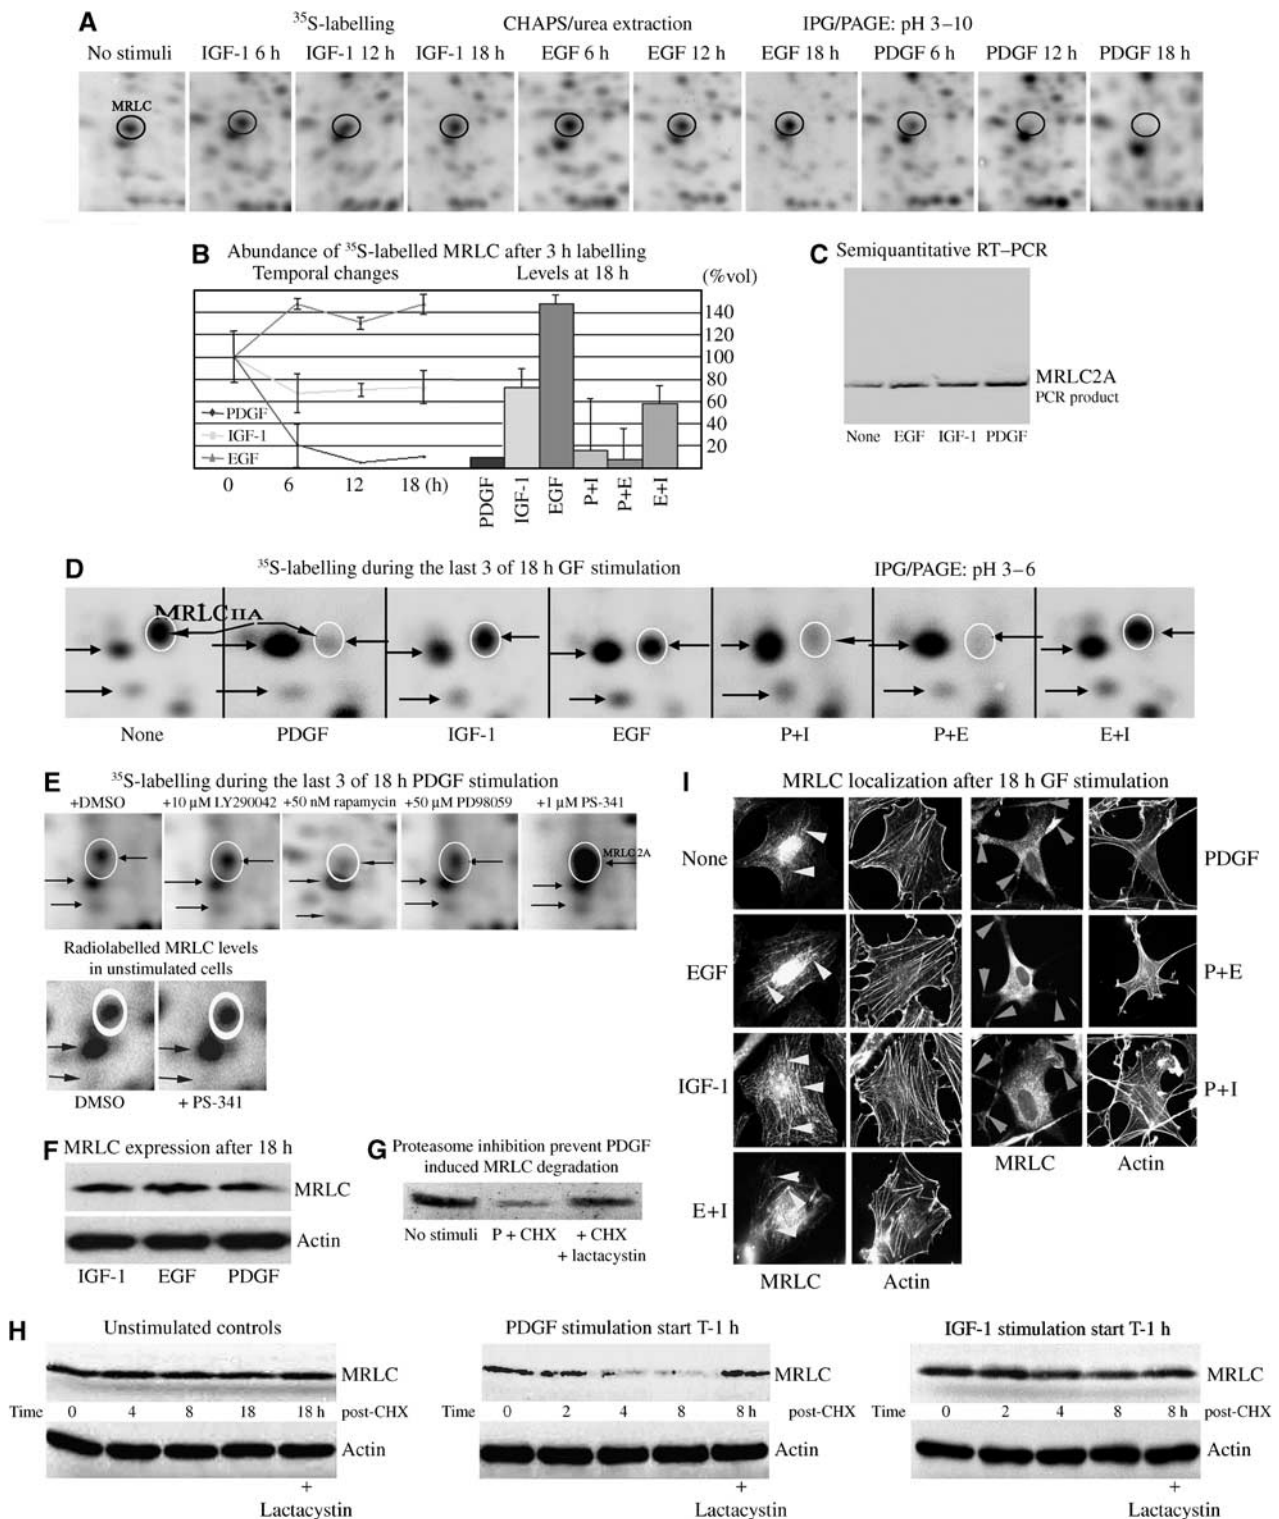 A ³⁵S-labelling CHAPS/urea extraction IPG/PAGE: pH 3–10
No stimuli IGF-1 6 h IGF-1 12 h IGF-1 18 h EGF 6 h EGF 12 h EGF 18 h PDGF 6 h PDGF 12 h PDGF 18 h
MRLC
B Abundance of ³⁵S-labelled MRLC after 3 h labelling
Temporal changes Levels at 18 h (%vol)
140
120
100
80
60
40
20
PDGF
IGF-1
EGF
0 6 12 18 (h)
PDGF IGF-1 EGF P+I P+E E+I
C Semiquantitative RT–PCR
MRLC2A
PCR product
None EGF IGF-1 PDGF
D ³⁵S-labelling during the last 3 of 18 h GF stimulation IPG/PAGE: pH 3–6
MRLC IIA
None PDGF IGF-1 EGF P+I P+E E+I
E ³⁵S-labelling during the last 3 of 18 h PDGF stimulation
+DMSO +10 µM LY290042 +50 nM rapamycin +50 µM PD98059 +1 µM PS-341
MRLC 2A
Radiolabelled MRLC levels
in unstimulated cells
DMSO + PS-341
F MRLC expression after 18 h
MRLC
Actin
IGF-1 EGF PDGF
G Proteasome inhibition prevent PDGF
induced MRLC degradation
No stimuli P + CHX + CHX
+ lactacystin
I MRLC localization after 18 h GF stimulation
None PDGF
EGF P+E
IGF-1 P+I
MRLC Actin
E+I
MRLC Actin
H Unstimulated controls
MRLC
Time 0 4 8 18 18 h post-CHX
Actin
+
Lactacystin
PDGF stimulation start T-1 h
MRLC
Time 0 2 4 8 8 h post-CHX
Actin
+
Lactacystin
IGF-1 stimulation start T-1 h
MRLC
Time 0 2 4 8 8 h post-CHX
Actin
+
Lactacystin